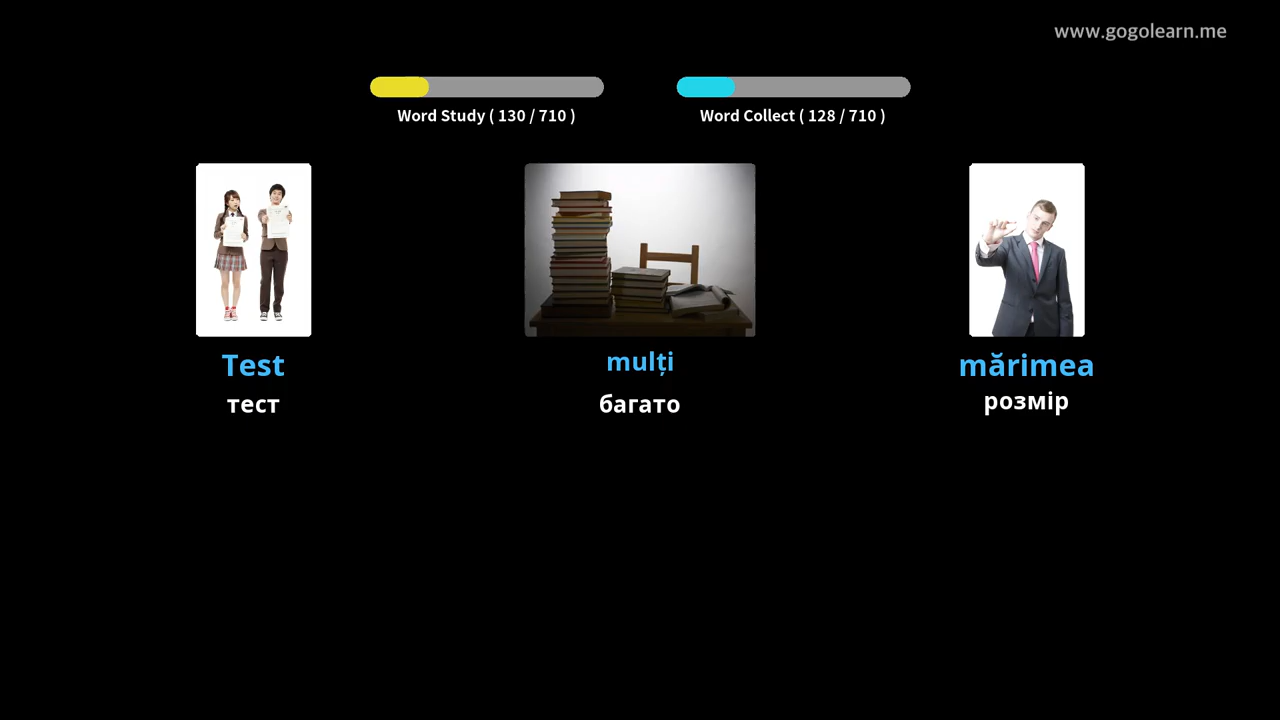 www.gogolearn.me
Word Study ( 130 / 710 )
Word Collect ( 128 / 710 )
Test
mulți
mărimea
тест
багато
розмір